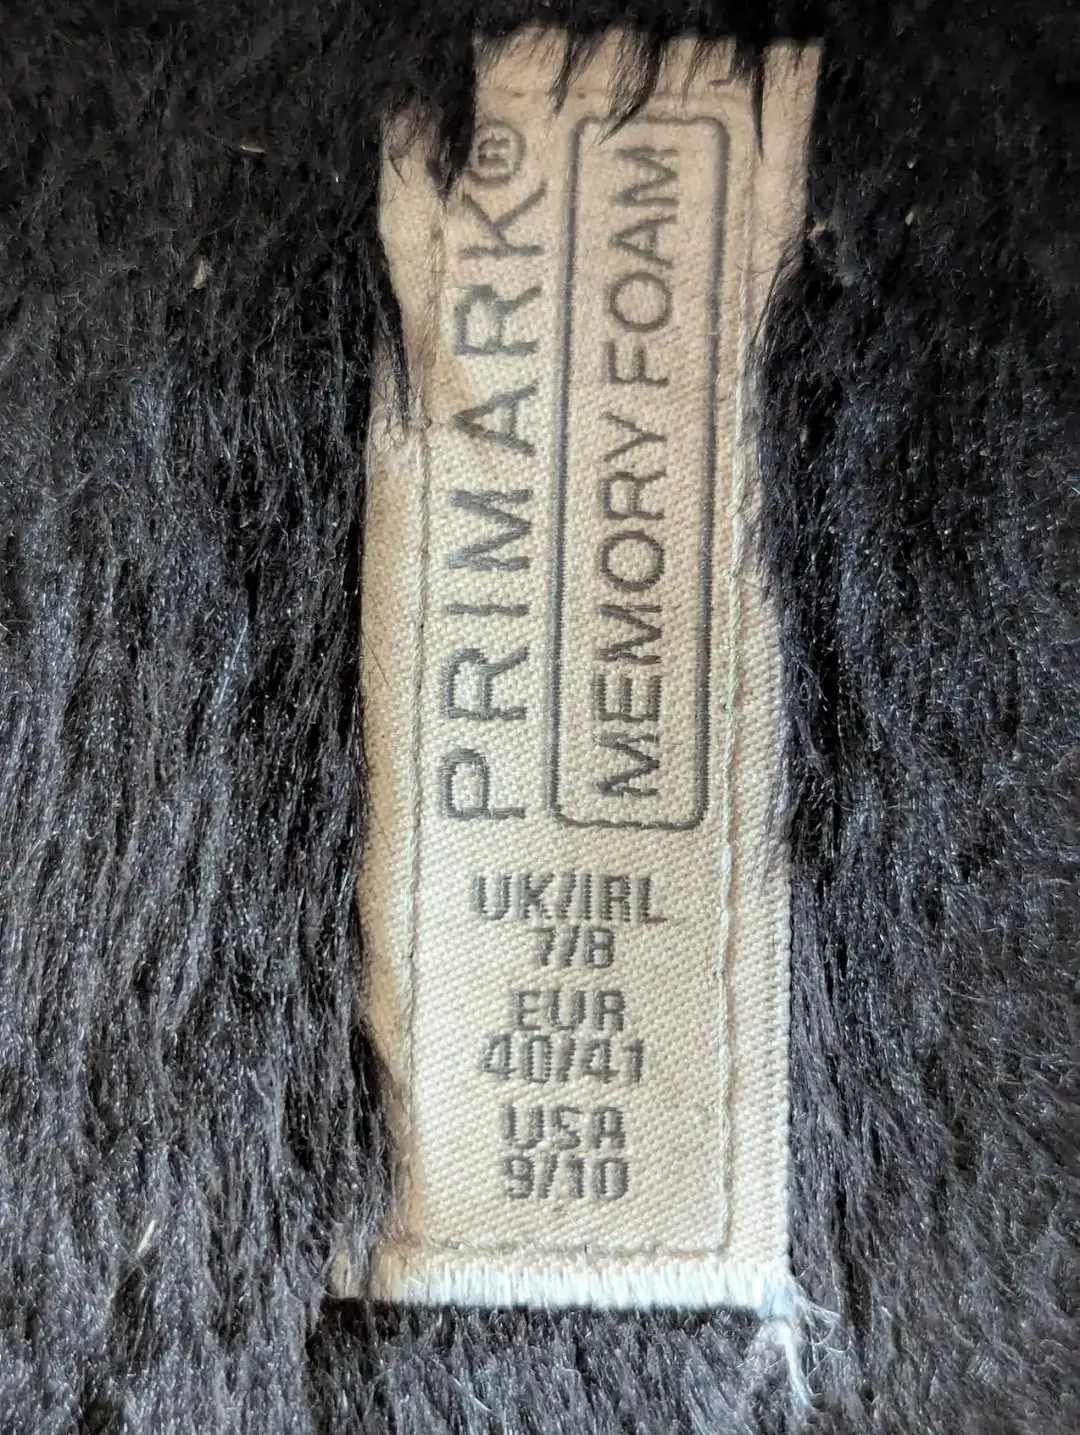 PRIMARK®
MEMORY FOAM
UK/IRL
7/8
EUR
40/41
USA
9/10